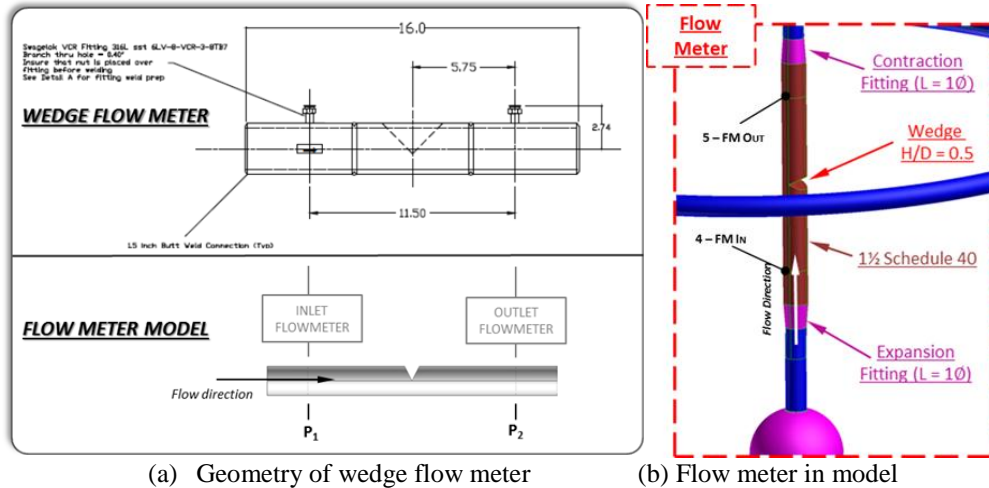 16.0
Swagelok VCR Fitting 316L sst 6LV-8-VCR-3-8TB7
Branch thru hole = 0.40"
Insure that nut is placed over
fitting before welding
See Detail A for fitting weld prep
5.75
WEDGE FLOW METER
2.74
11.50
1.5 Inch Butt Weld Connection (Typ)
INLET
FLOWMETER
OUTLET
FLOWMETER
FLOW METER MODEL
Flow direction
P1
P2
(a) Geometry of wedge flow meter
Flow
Meter
Contraction
Fitting (L = 1Ø)
5 – FM OUT
Wedge
H/D = 0.5
4 – FM IN
1½ Schedule 40
Flow Direction
Expansion
Fitting (L = 1Ø)
(b) Flow meter in model